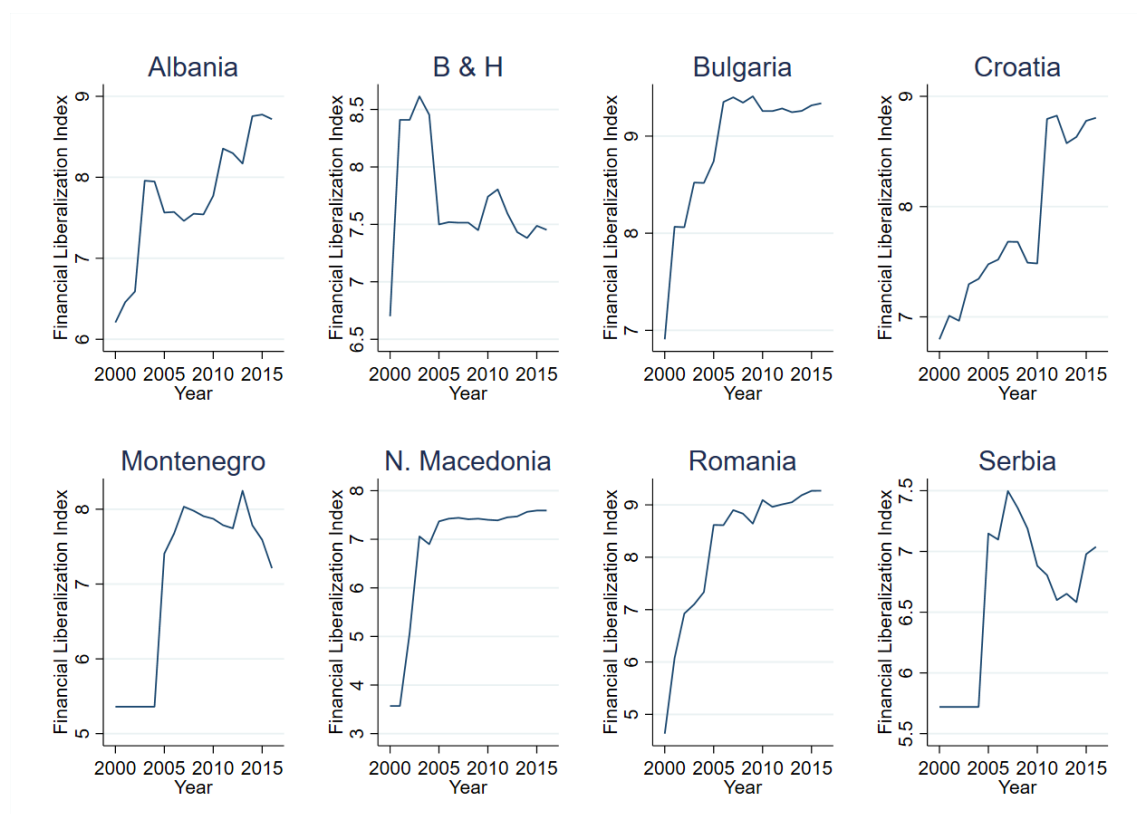 Albania
B & H
Bulgaria
Croatia
Financial Liberalization Index
6 7 8 9
2000 2005 2010 2015
Year
Financial Liberalization Index
6.5 7 7.5 8 8.5
2000 2005 2010 2015
Year
Financial Liberalization Index
7 8 9
2000 2005 2010 2015
Year
Financial Liberalization Index
7 8 9
2000 2005 2010 2015
Year
Montenegro
N. Macedonia
Romania
Serbia
Financial Liberalization Index
5 6 7 8
2000 2005 2010 2015
Year
Financial Liberalization Index
3 4 5 6 7 8
2000 2005 2010 2015
Year
Financial Liberalization Index
5 6 7 8 9
2000 2005 2010 2015
Year
Financial Liberalization Index
5.5 6 6.5 7 7.5
2000 2005 2010 2015
Year